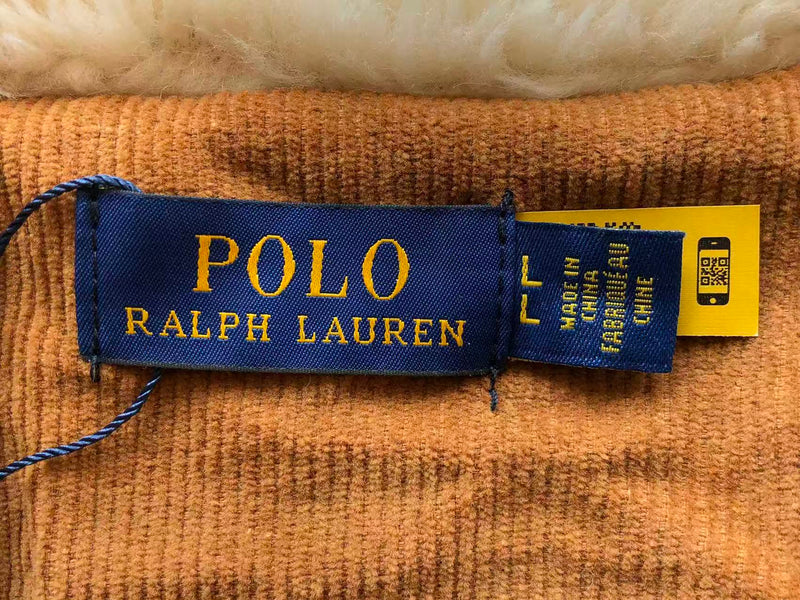 POLO
RALPH LAUREN
MADE IN
CHINA
FABRIQUÉ AU
CHINE